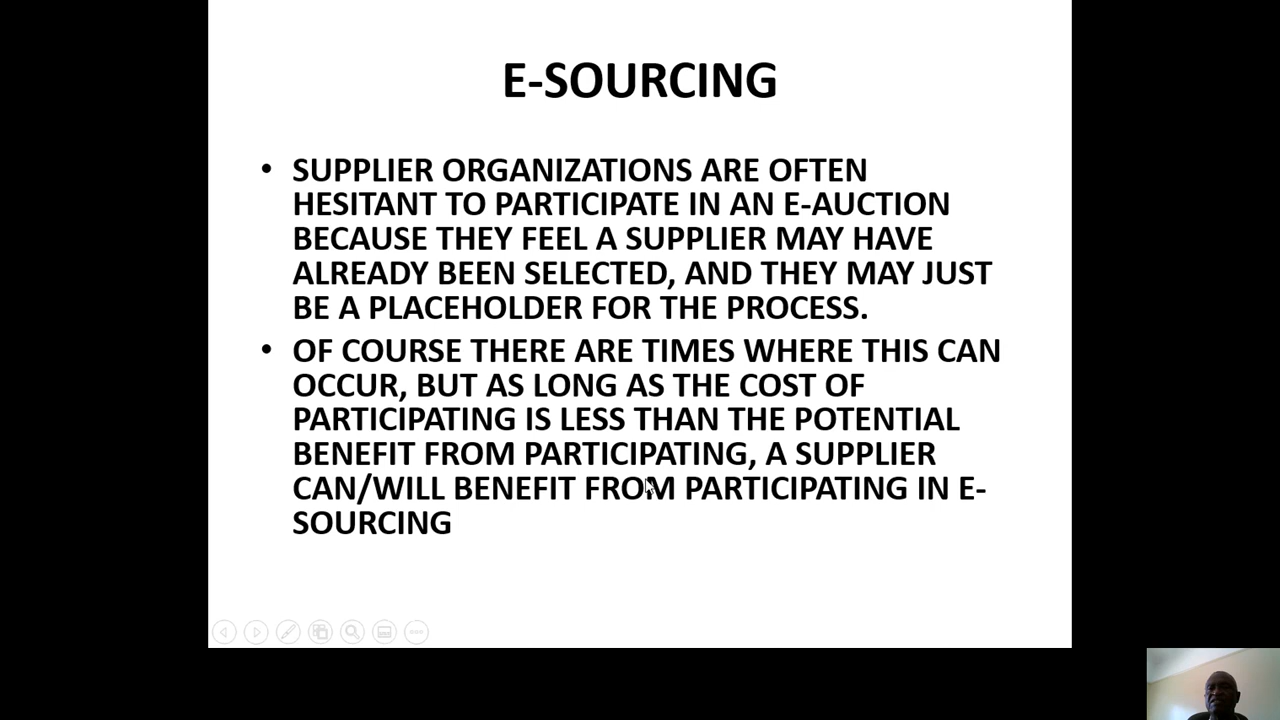 E-SOURCING
• SUPPLIER ORGANIZATIONS ARE OFTEN
HESITANT TO PARTICIPATE IN AN E-AUCTION
BECAUSE THEY FEEL A SUPPLIER MAY HAVE
ALREADY BEEN SELECTED, AND THEY MAY JUST
BE A PLACEHOLDER FOR THE PROCESS.
• OF COURSE THERE ARE TIMES WHERE THIS CAN
OCCUR, BUT AS LONG AS THE COST OF
PARTICIPATING IS LESS THAN THE POTENTIAL
BENEFIT FROM PARTICIPATING, A SUPPLIER
CAN/WILL BENEFIT FROM PARTICIPATING IN E-
SOURCING